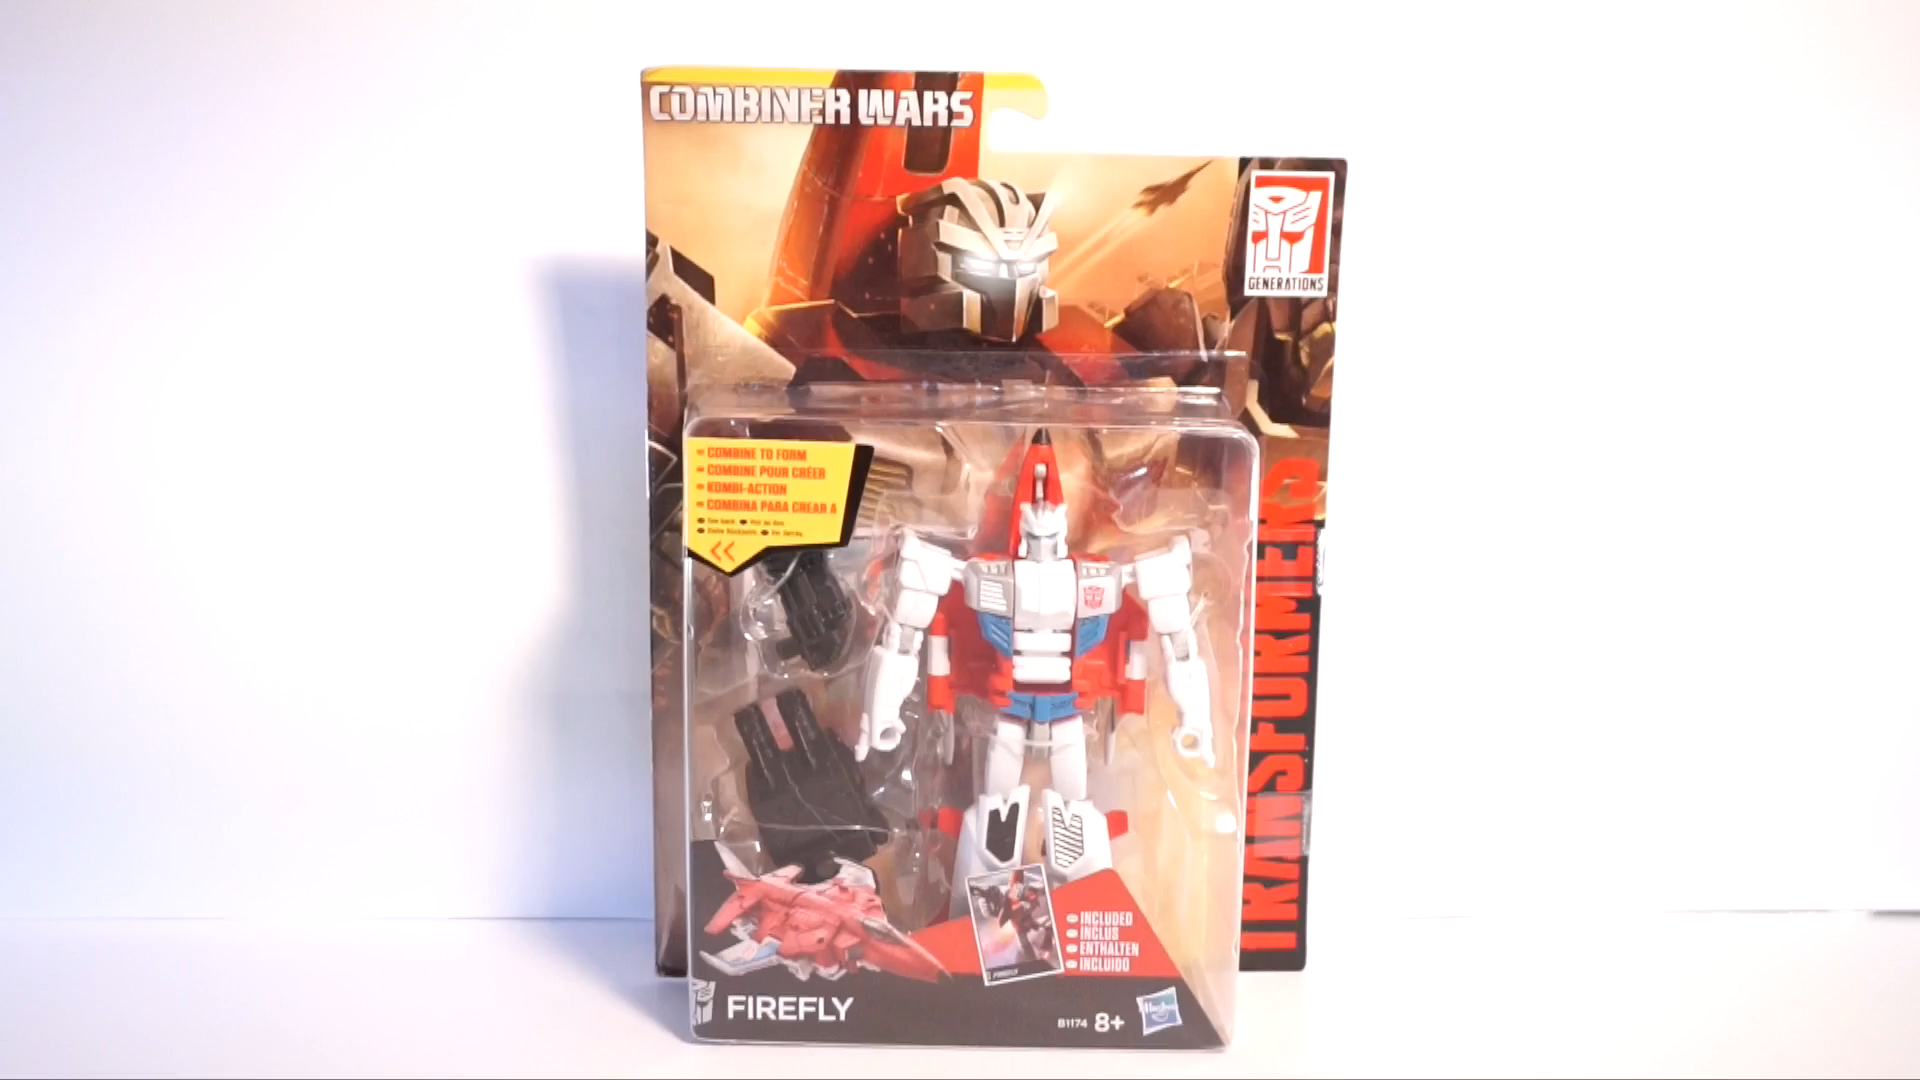 COMBINER WARS
GENERATIONS
COMBINE TO FORM
COMBINE POUR CRÉER
KOMBI-ACTION
COMBINA PARA CREAR A
TRANSFORMERS
INCLUDED
INCLUS
ENTHALTEN
INCLUIDO
FIREFLY
FIREFLY
B1174 8+
Hasbro